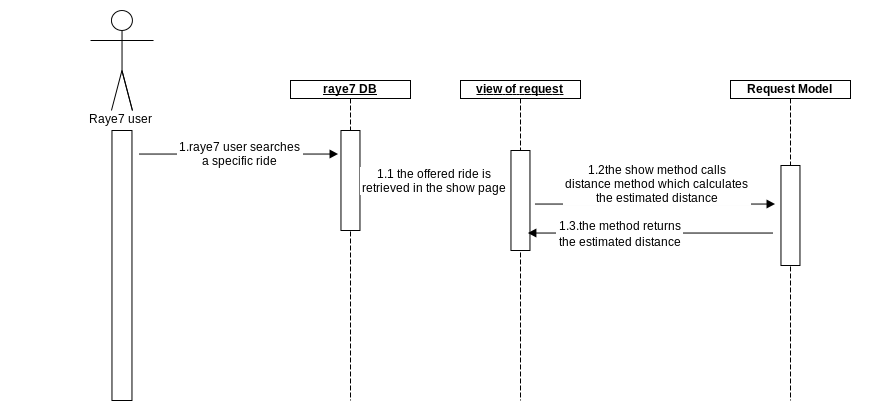 raye7 DB
view of request
Request Model
Raye7 user
1.raye7 user searches
a specific ride
1.1 the offered ride is
retrieved in the show page
1.2the show method calls
distance method which calculates
the estimated distance
1.3.the method returns
the estimated distance